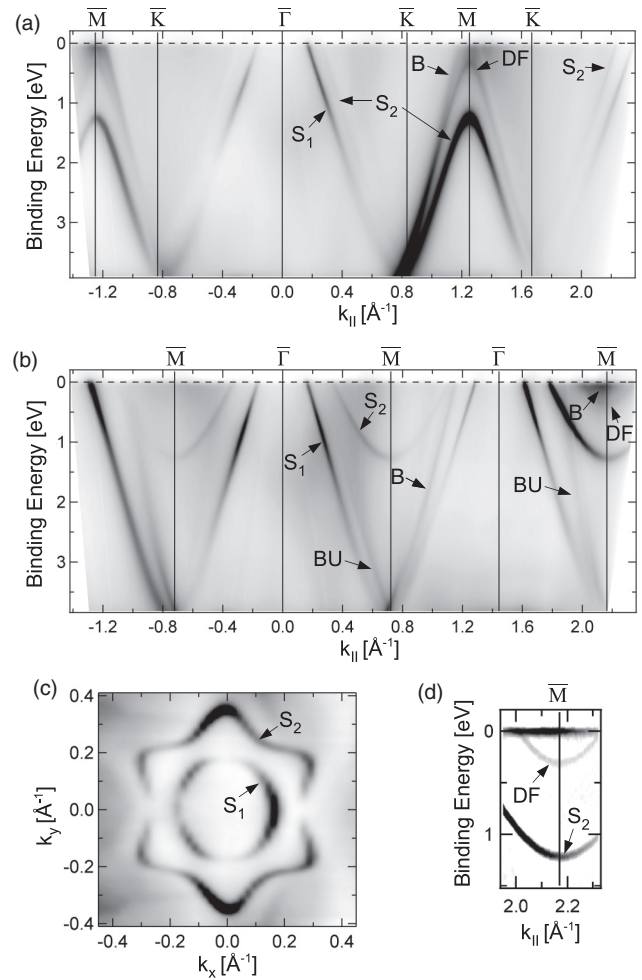 (a)
M̅ K̅ Γ̅ K̅ M̅ K̅
Binding Energy [eV]
0
1
2
3
B
DF
S₂
S₁
S₂
-1.2 -0.8 -0.4 0.0 0.4 0.8 1.2 1.6 2.0
k|| [Å⁻¹]
(b)
M̅ Γ̅ M̅ Γ̅ M̅
Binding Energy [eV]
0
1
2
3
S₂
S₁
B
BU
B
DF
BU
-1.2 -0.8 -0.4 0.0 0.4 0.8 1.2 1.6 2.0
k|| [Å⁻¹]
(c)
0.4
0.2
0.0
-0.2
-0.4
ky [Å⁻¹]
S₂
S₁
-0.4 -0.2 0.0 0.2 0.4
kx [Å⁻¹]
(d)
M̅
Binding Energy [eV]
0
1
DF
S₂
2.0 2.2
k|| [Å⁻¹]